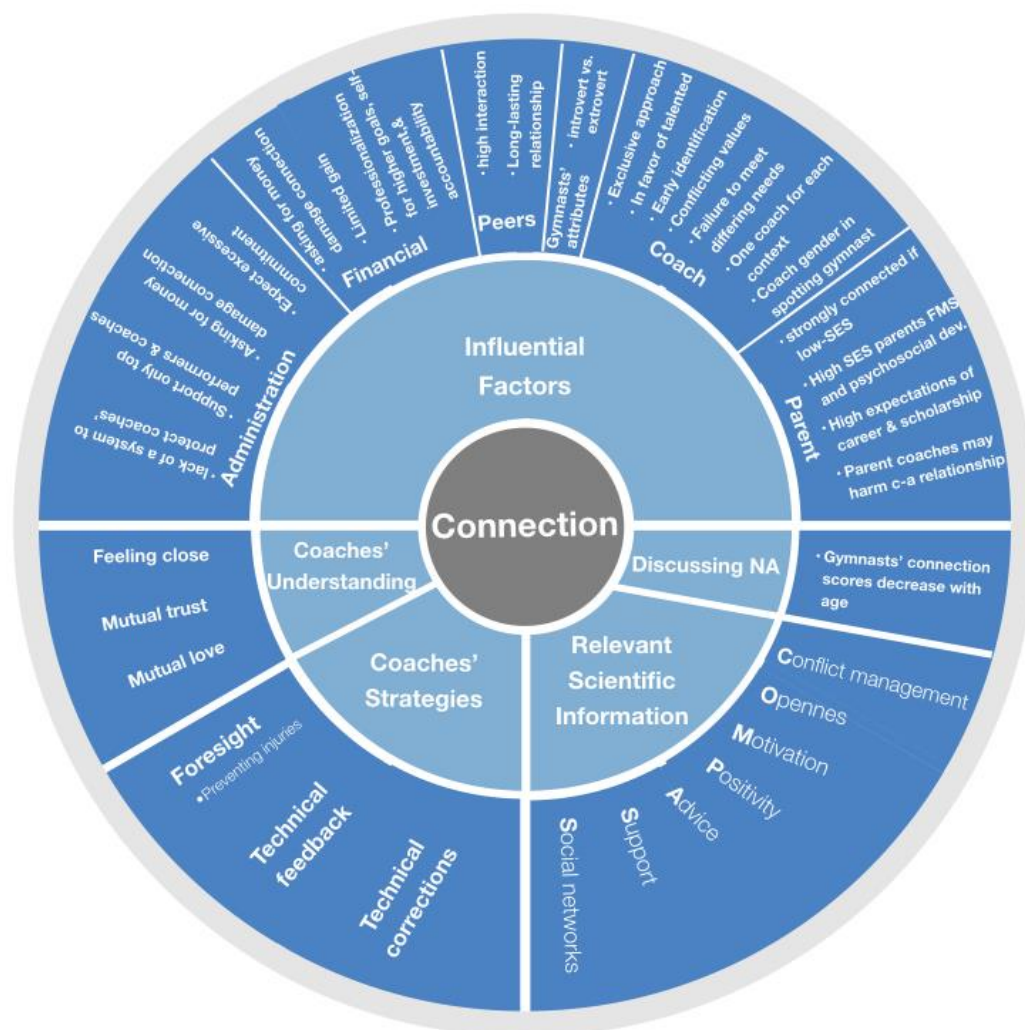 Connection
Influential
Factors
Administration
• lack of a system to
protect coaches’
• Support only top
performers & coaches
• Asking for money
damage connection
• Expect excessive
commitment
Financial
• asking for money
damage connection
• Limited gain
• Professionalization
for higher goals, self-
investment,&
accountability
Peers
• high interaction
• Long-lasting
relationship
Gymnasts’
attributes
• introvert vs.
extrovert
Coach
• Exclusive approach
• In favor of talented
• Early identification
• Conflicting values
• Failure to meet
differing needs
• One coach for each
context
• Coach gender in
spotting gymnast
Parent
• strongly connected if
low-SES
• High SES parents FMS
and psychosocial dev.
• High expectations of
career & scholarship
• Parent coaches may
harm c-a relationship
Discussing NA
• Gymnasts’ connection
scores decrease with
age
Relevant
Scientific
Information
Conflict management
Opennes
Motivation
Positivity
Advice
Support
Social networks
Coaches’
Strategies
Technical
corrections
Technical
feedback
Foresight
•Preventing injuries
Coaches’
Understanding
Feeling close
Mutual trust
Mutual love